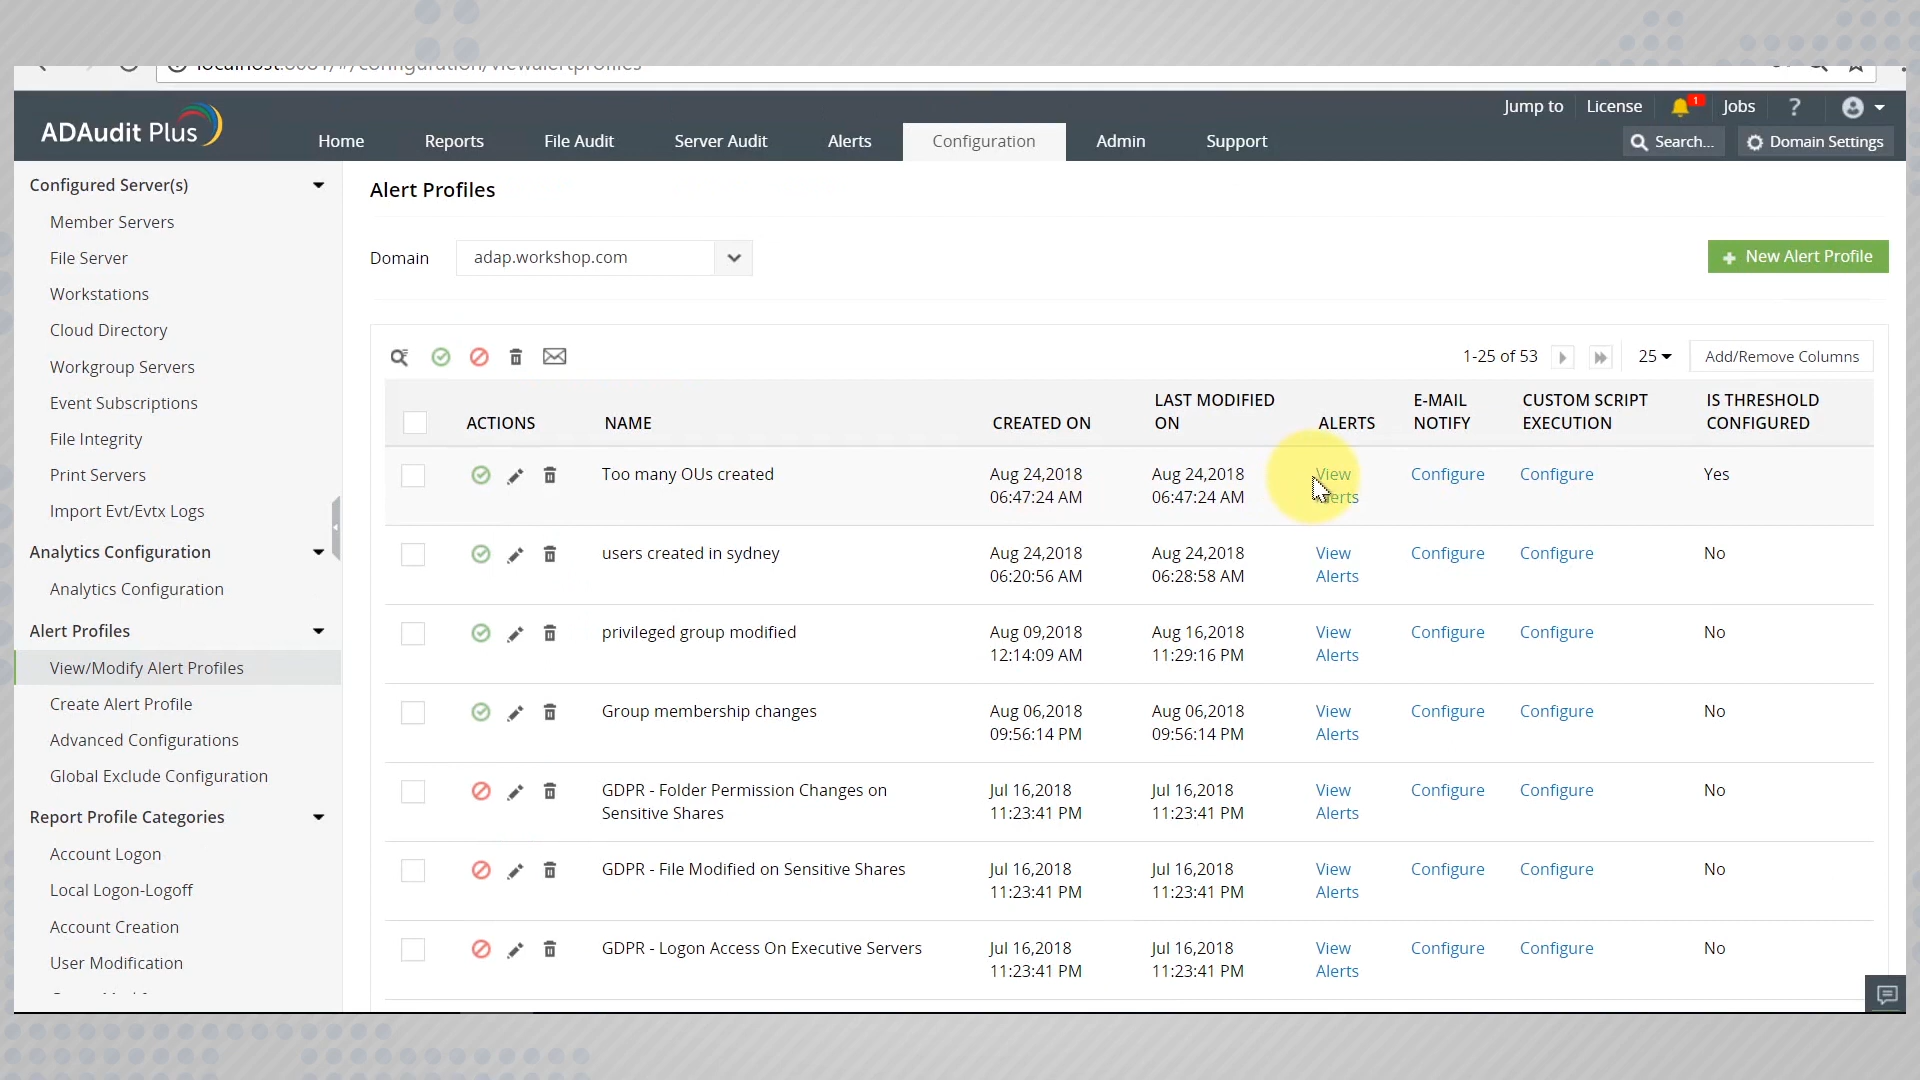 localhost:8081/#/configuration/viewalertprofiles
ADAudit Plus
Jump to
License
1
Jobs
?
Home
Reports
File Audit
Server Audit
Alerts
Configuration
Admin
Support
Search...
Domain Settings
Configured Server(s)
Member Servers
File Server
Workstations
Cloud Directory
Workgroup Servers
Event Subscriptions
File Integrity
Print Servers
Import Evt/Evtx Logs
Analytics Configuration
Analytics Configuration
Alert Profiles
View/Modify Alert Profiles
Create Alert Profile
Advanced Configurations
Global Exclude Configuration
Report Profile Categories
Account Logon
Local Logon-Logoff
Account Creation
User Modification
Alert Profiles
Domain
adap.workshop.com
New Alert Profile
1-25 of 53
25
Add/Remove Columns
ACTIONS
NAME
CREATED ON
LAST MODIFIED
ON
ALERTS
E-MAIL
NOTIFY
CUSTOM SCRIPT
EXECUTION
IS THRESHOLD
CONFIGURED
Too many OUs created
Aug 24,2018
06:47:24 AM
Aug 24,2018
06:47:24 AM
View
Alerts
Configure
Configure
Yes
users created in sydney
Aug 24,2018
06:20:56 AM
Aug 24,2018
06:28:58 AM
View
Alerts
Configure
Configure
No
privileged group modified
Aug 09,2018
12:14:09 AM
Aug 16,2018
11:29:16 PM
View
Alerts
Configure
Configure
No
Group membership changes
Aug 06,2018
09:56:14 PM
Aug 06,2018
09:56:14 PM
View
Alerts
Configure
Configure
No
GDPR - Folder Permission Changes on
Sensitive Shares
Jul 16,2018
11:23:41 PM
Jul 16,2018
11:23:41 PM
View
Alerts
Configure
Configure
No
GDPR - File Modified on Sensitive Shares
Jul 16,2018
11:23:41 PM
Jul 16,2018
11:23:41 PM
View
Alerts
Configure
Configure
No
GDPR - Logon Access On Executive Servers
Jul 16,2018
11:23:41 PM
Jul 16,2018
11:23:41 PM
View
Alerts
Configure
Configure
No